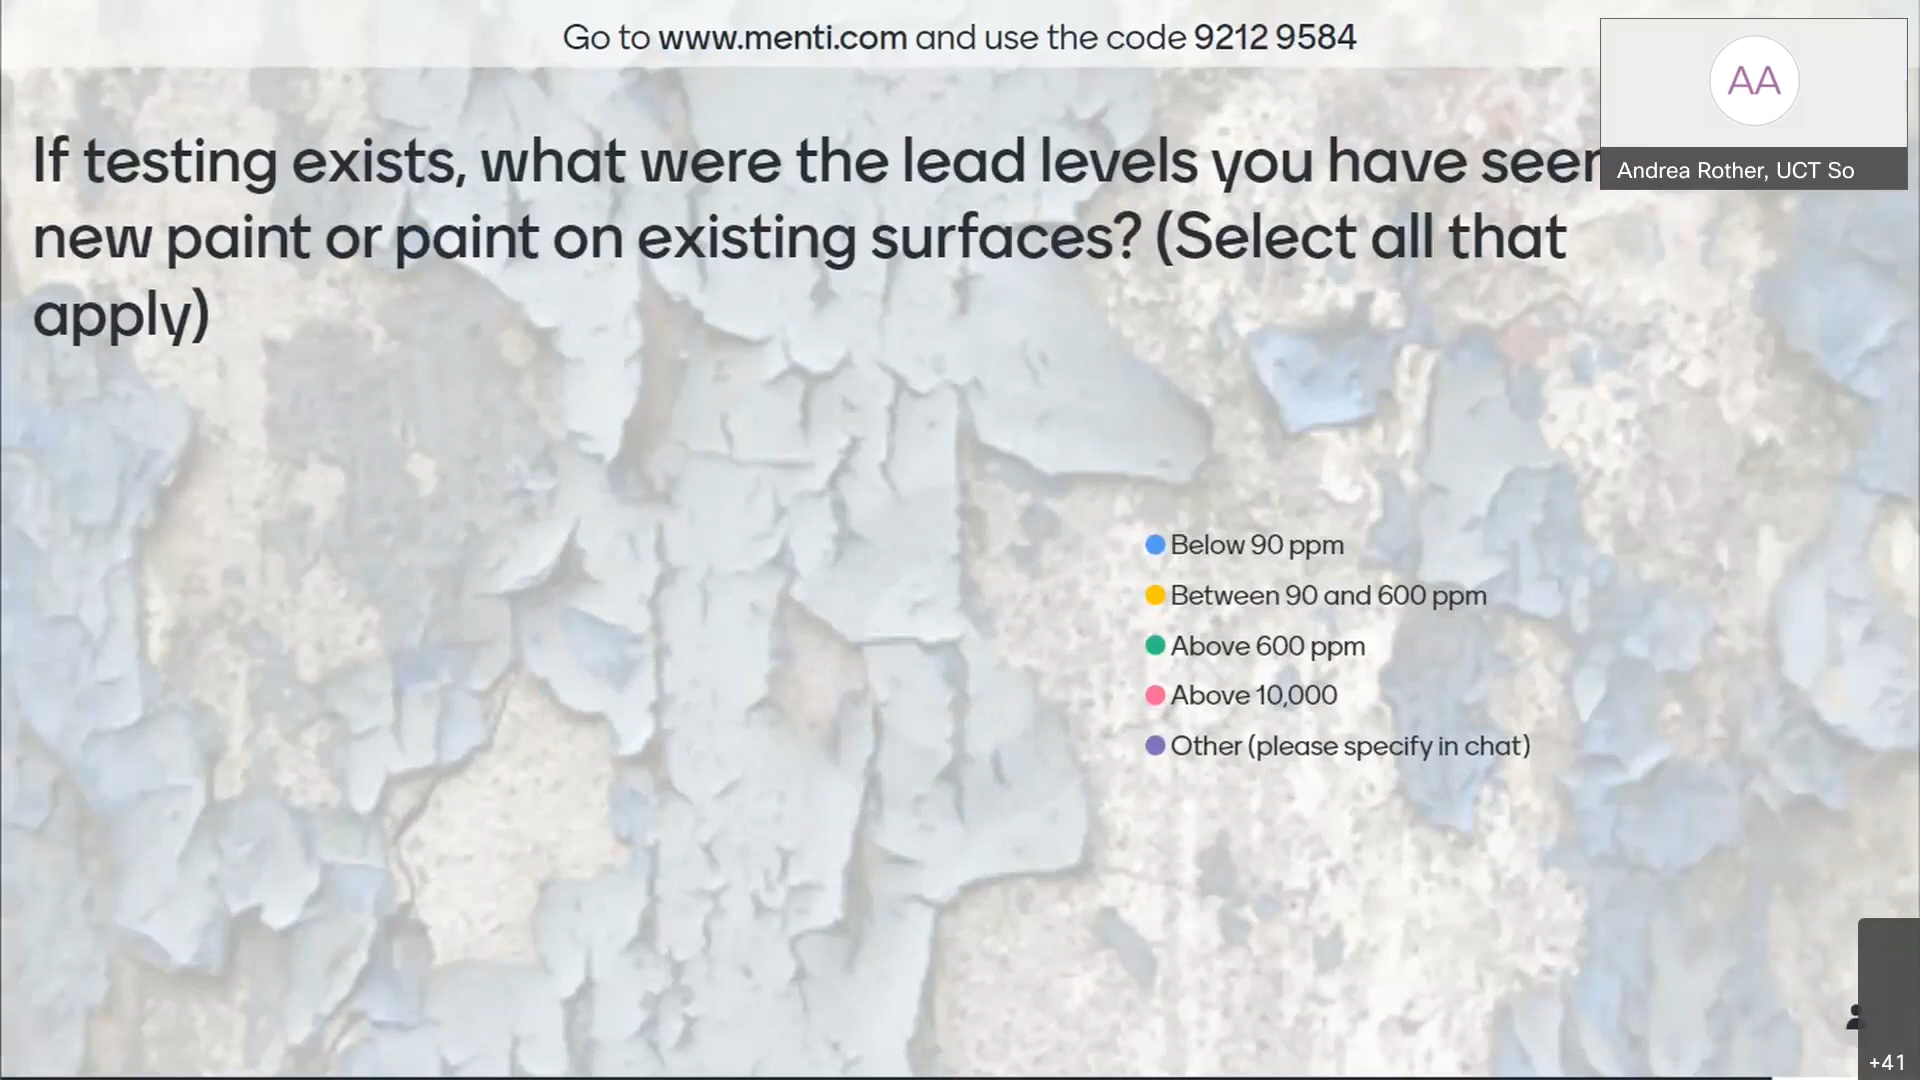 Go to www.menti.com and use the code 9212 9584
AA
Andrea Rother, UCT So
If testing exists, what were the lead levels you have seen
new paint or paint on existing surfaces? (Select all that
apply)
Below 90 ppm
Between 90 and 600 ppm
Above 600 ppm
Above 10,000
Other (please specify in chat)
+41